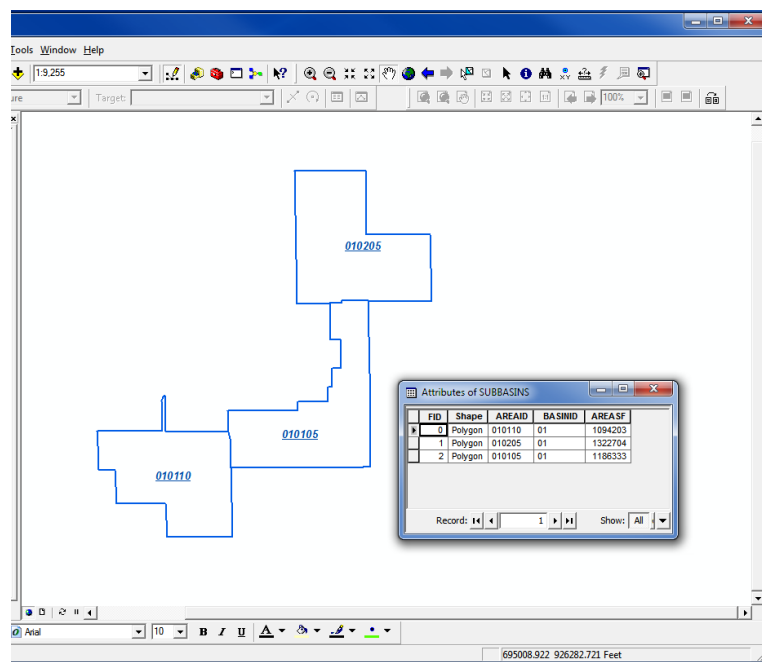 Tools Window Help
1:9,255
ure Target: 100%
010205
Attributes of SUBBASINS
FID Shape AREAID BASINID AREASF
0 Polygon 010110 01 1094203
1 Polygon 010205 01 1322704
2 Polygon 010105 01 1186333
010105
010110
Record: 1 Show: All
Arial 10 B I U A
695008.922 926282.721 Feet